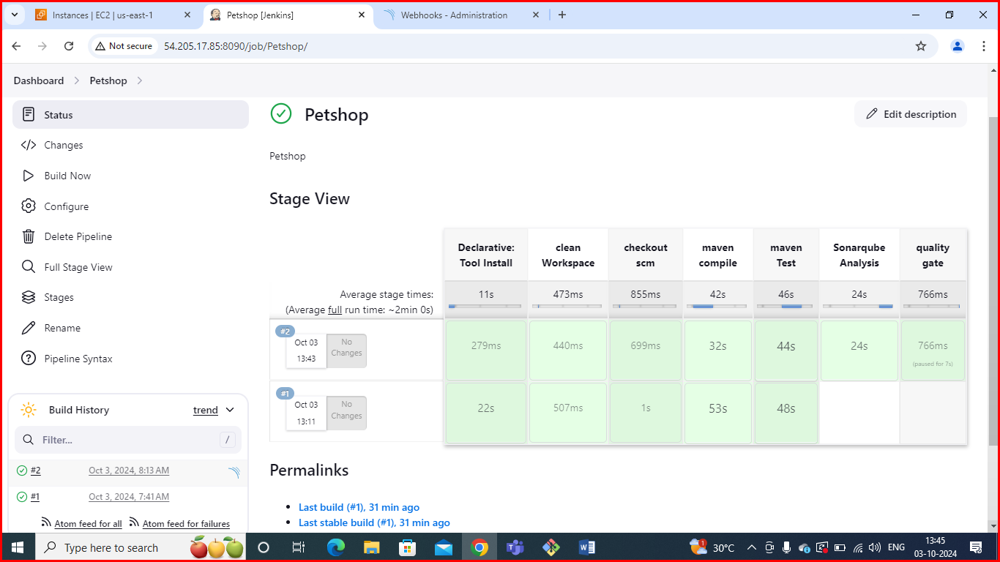 Instances | EC2 | us-east-1
Petshop [Jenkins]
Webhooks - Administration
Not secure
54.205.17.85:8090/job/Petshop/
Dashboard
Petshop
Status
Changes
Build Now
Configure
Delete Pipeline
Full Stage View
Stages
Rename
Pipeline Syntax
Build History
trend
Filter...
/
#2
Oct 3, 2024, 8:13 AM
#1
Oct 3, 2024, 7:41 AM
Atom feed for all
Atom feed for failures
Petshop
Edit description
Petshop
Stage View
Declarative: Tool Install
clean Workspace
checkout scm
maven compile
maven Test
Sonarqube Analysis
quality gate
Average stage times:
(Average full run time: ~2min 0s)
11s
473ms
855ms
42s
46s
24s
766ms
#2
Oct 03
13:43
No Changes
279ms
440ms
699ms
32s
44s
24s
766ms
(paused for 7s)
#1
Oct 03
13:11
No Changes
22s
507ms
1s
53s
48s
Permalinks
Last build (#1), 31 min ago
Last stable build (#1), 31 min ago
Type here to search
1
30°C
ENG
13:45
03-10-2024